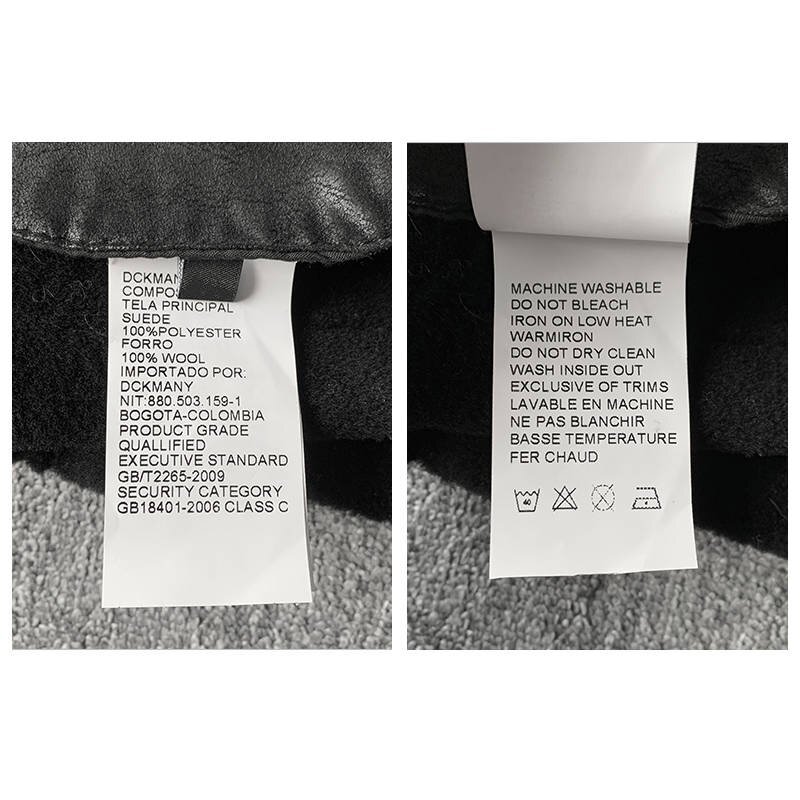 DCKMAN
COMPOS
TELA PRINCIPAL
SUEDE
100%POLYESTER
FORRO
100% WOOL
IMPORTADO POR:
DCKMANY
NIT:880.503.159-1
BOGOTA-COLOMBIA
PRODUCT GRADE
QUALLIFIED
EXECUTIVE STANDARD
GB/T2265-2009
SECURITY CATEGORY
GB18401-2006 CLASS C
MACHINE WASHABLE
DO NOT BLEACH
IRON ON LOW HEAT
WARMIRON
DO NOT DRY CLEAN
WASH INSIDE OUT
EXCLUSIVE OF TRIMS
LAVABLE EN MACHINE
NE PAS BLANCHIR
BASSE TEMPERATURE
FER CHAUD
40